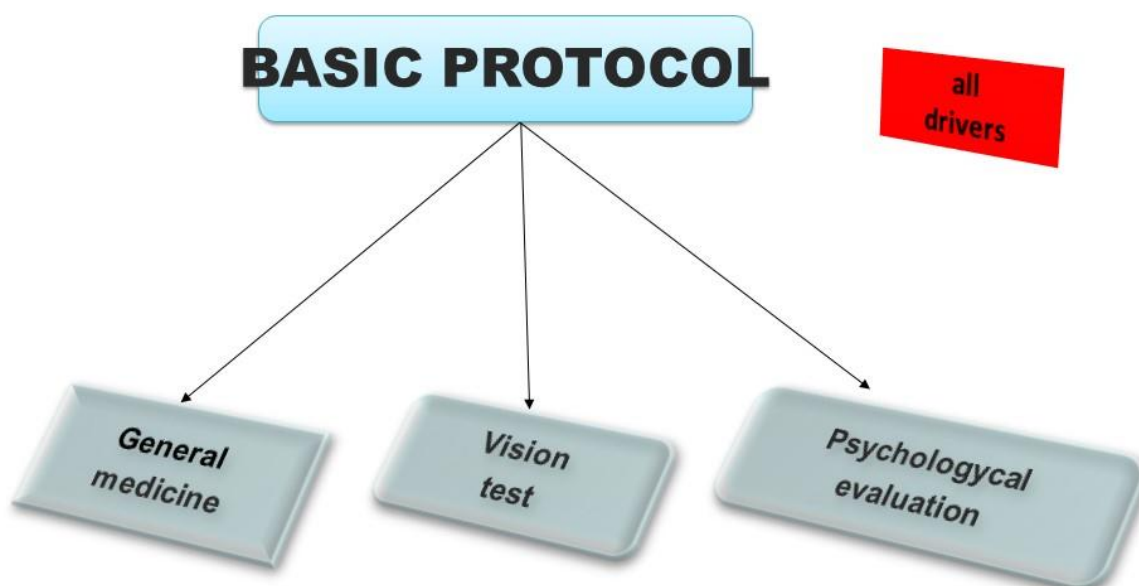 BASIC PROTOCOL
all
drivers
General
medicine
Vision
test
Psychologycal
evaluation